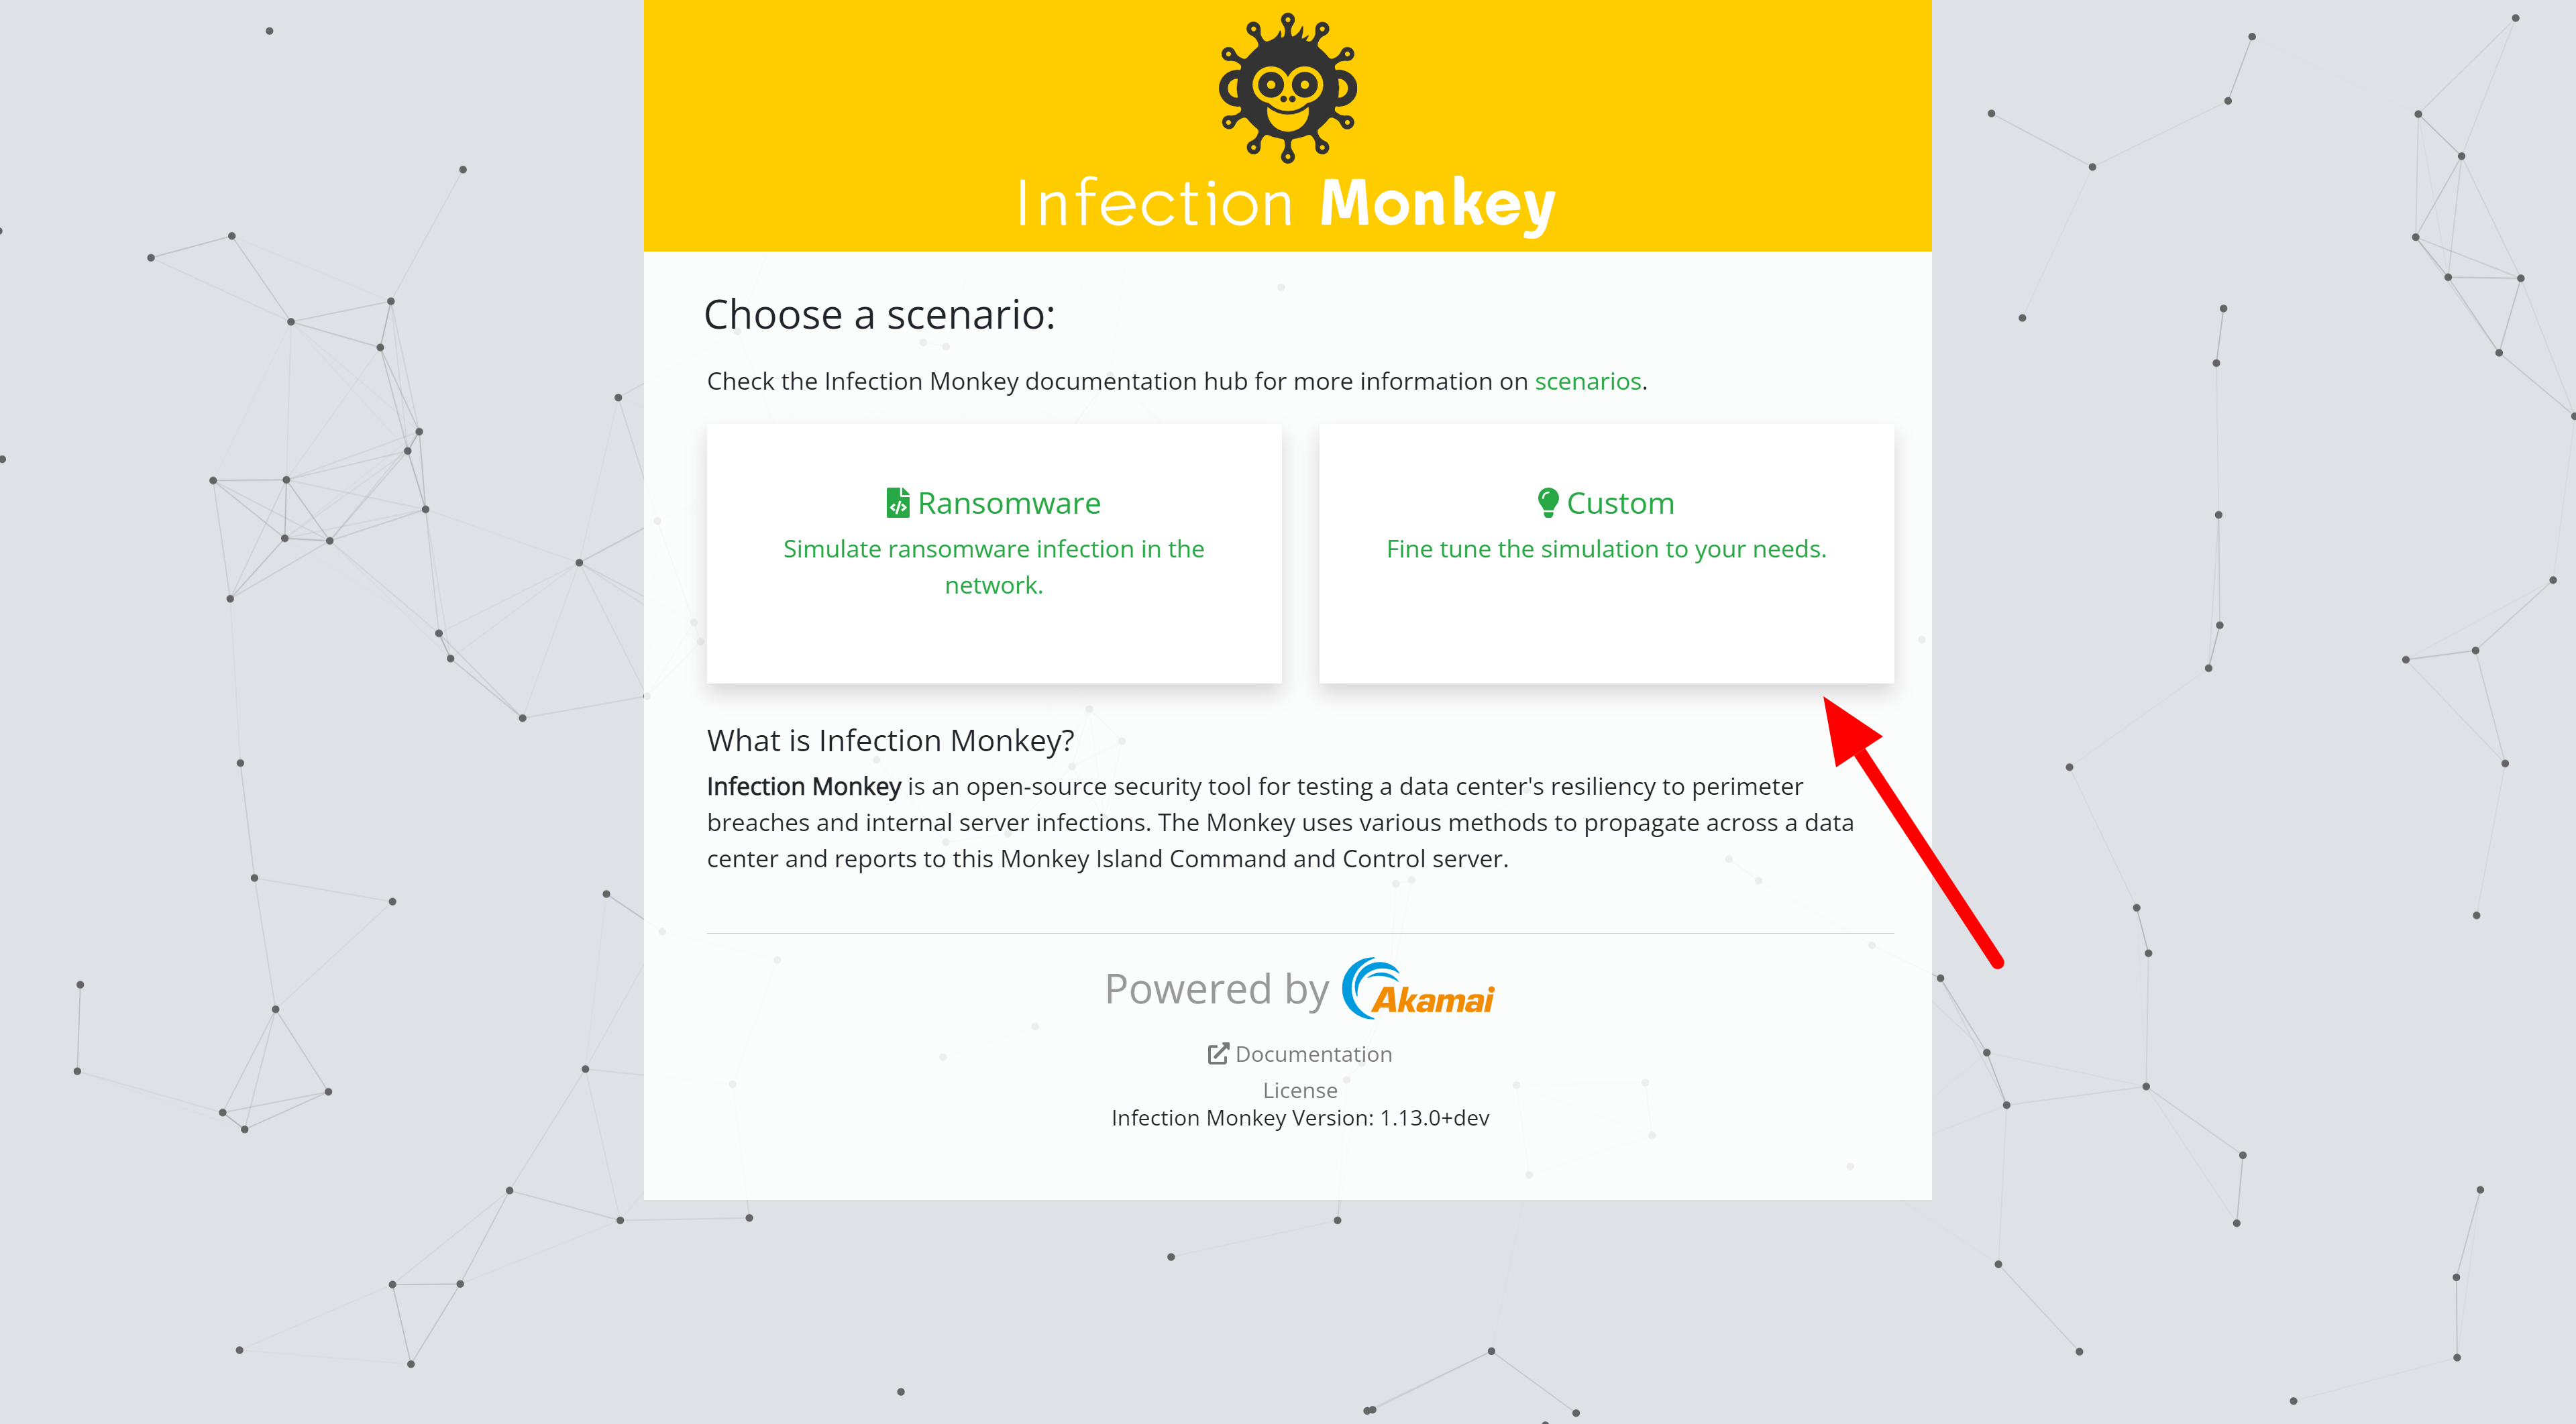 Infection Monkey
Choose a scenario:
Check the Infection Monkey documentation hub for more information on scenarios.
Ransomware
Simulate ransomware infection in the
network.
Custom
Fine tune the simulation to your needs.
What is Infection Monkey?
Infection Monkey is an open-source security tool for testing a data center's resiliency to perimeter
breaches and internal server infections. The Monkey uses various methods to propagate across a data
center and reports to this Monkey Island Command and Control server.
Powered by Akamai
Documentation
License
Infection Monkey Version: 1.13.0+dev